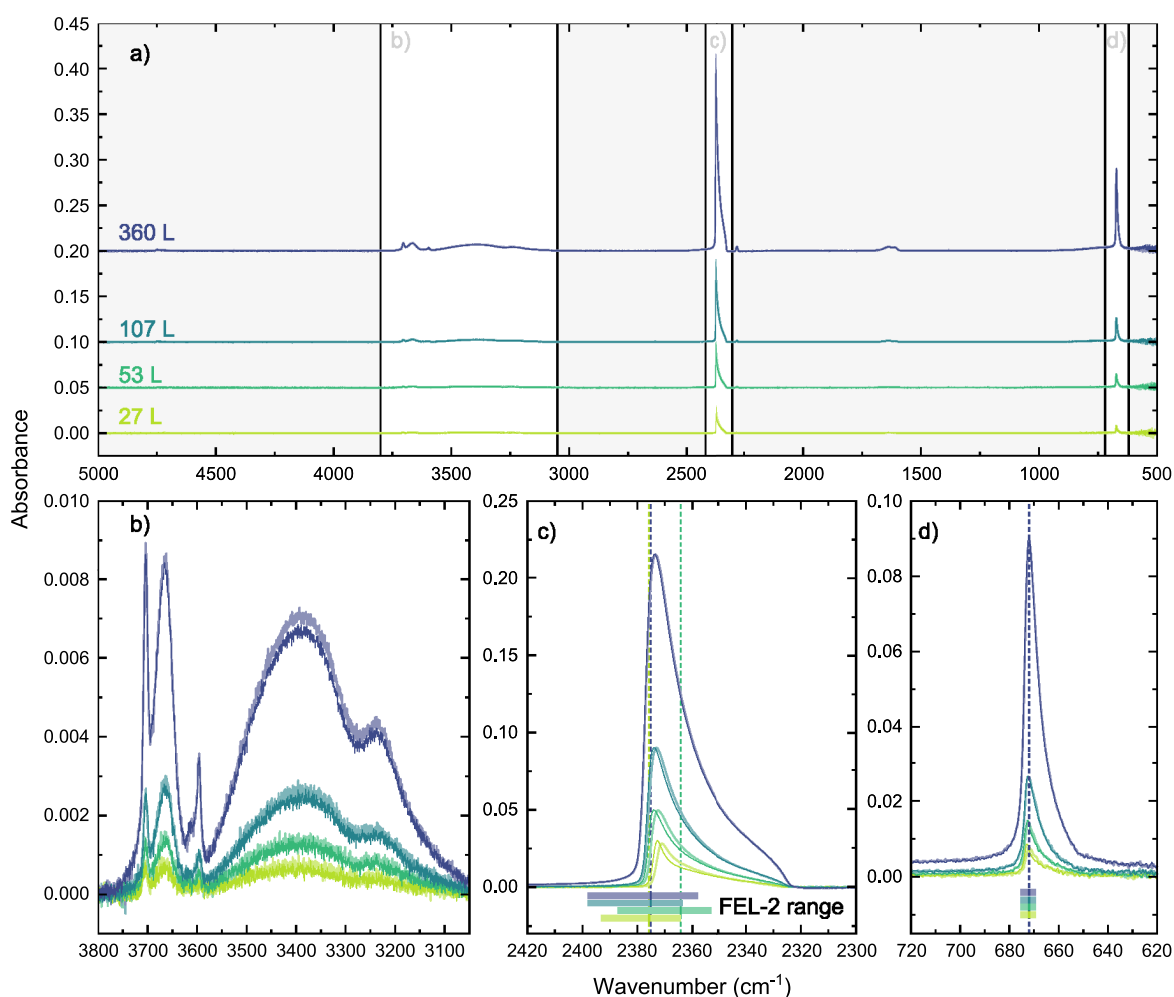 0.45
a)
b)
c)
d)
0.40
0.35
0.30
0.25
360 L
0.20
0.15
107 L
0.10
53 L
0.05
27 L
0.00
5000 4500 4000 3500 3000 2500 2000 1500 1000 500
Absorbance
0.010
b)
0.008
0.006
0.004
0.002
0.000
3800 3700 3600 3500 3400 3300 3200 3100
0.25
c)
0.20
0.15
0.10
0.05
0.00
FEL-2 range
2420 2400 2380 2360 2340 2320 2300
0.10
d)
0.08
0.06
0.04
0.02
0.00
720 700 680 660 640 620
Wavenumber (cm⁻¹)